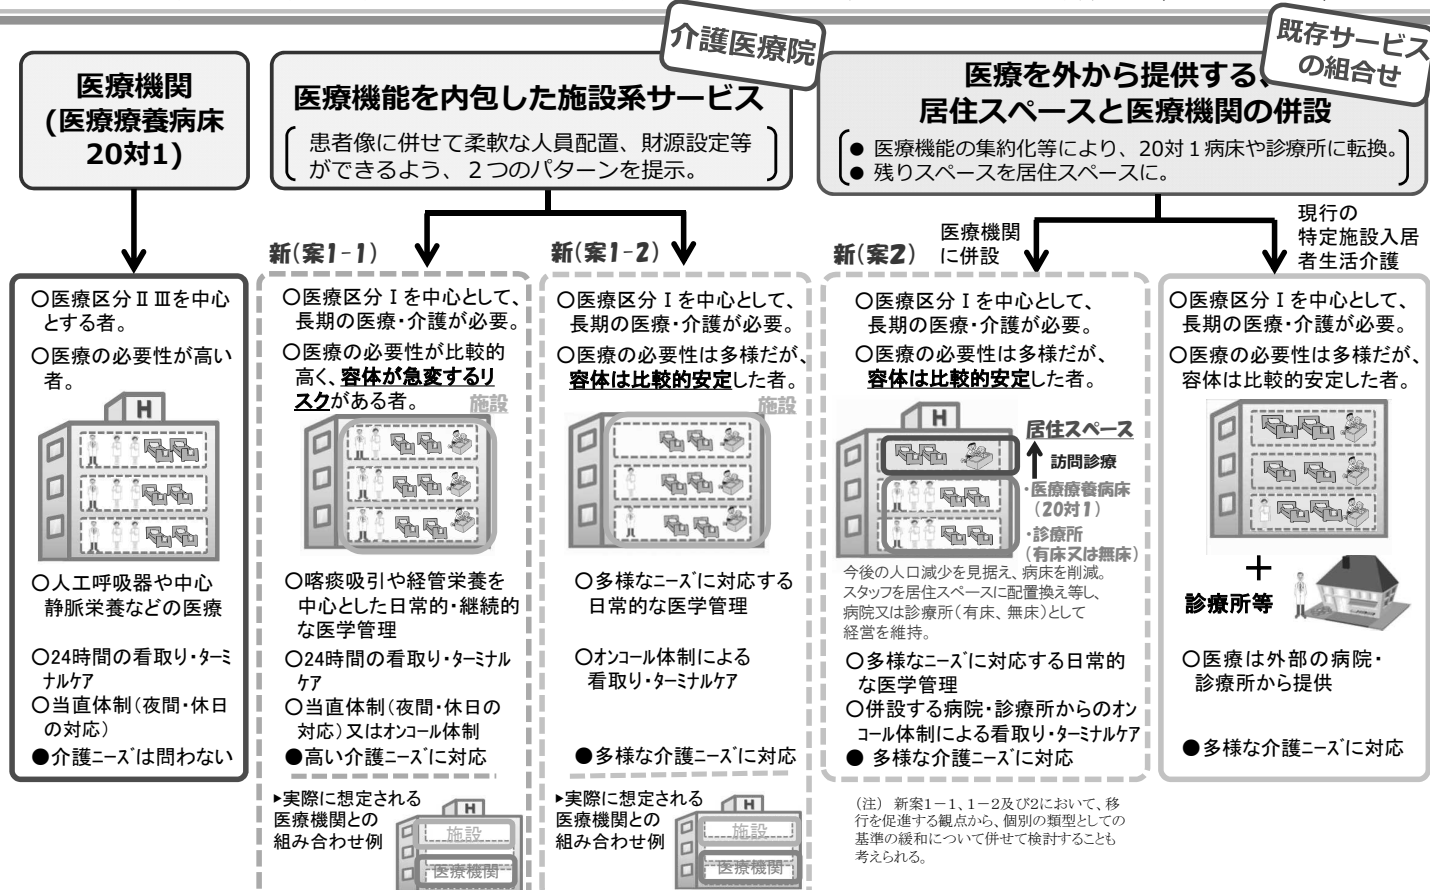 介護医療院
既存サービス
の組合せ
医療機関
(医療療養病床
20対1)
医療機能を内包した施設系サービス
患者像に併せて柔軟な人員配置、財源設定等
ができるよう、２つのパターンを提示。
医療を外から提供する、
居住スペースと医療機関の併設
● 医療機能の集約化等により、20対１病床や診療所に転換。
● 残りスペースを居住スペースに。
新(案1-1)
新(案1-2)
新(案2)
医療機関
に併設
現行の
特定施設入居
者生活介護
○医療区分ⅡⅢを中心
とする者。
○医療の必要性が高い
者。
H
○人工呼吸器や中心
静脈栄養などの医療
○24時間の看取り・ターミ
ナルケア
○当直体制(夜間・休日
の対応)
●介護ニーズは問わない
○医療区分Ⅰを中心として、
長期の医療・介護が必要。
○医療の必要性が比較的
高く、容体が急変するリ
スクがある者。
施設
○喀痰吸引や経管栄養を
中心とした日常的・継続的
な医学管理
○24時間の看取り・ターミナル
ケア
○当直体制(夜間・休日の
対応)又はオンコール体制
●高い介護ニーズに対応
▶実際に想定される
医療機関との
組み合わせ例
H
施設
医療機関
○医療区分Ⅰを中心として、
長期の医療・介護が必要。
○医療の必要性は多様だが、
容体は比較的安定した者。
施設
○多様なニーズに対応する
日常的な医学管理
○オンコール体制による
看取り・ターミナルケア
●多様な介護ニーズに対応
▶実際に想定される
医療機関との
組み合わせ例
H
施設
医療機関
○医療区分Ⅰを中心として、
長期の医療・介護が必要。
○医療の必要性は多様だが、
容体は比較的安定した者。
H
居住スペース
訪問診療
・医療療養病床
(20対1)
・診療所
(有床又は無床)
今後の人口減少を見据え、病床を削減。
スタッフを居住スペースに配置換え等し、
病院又は診療所(有床、無床)として
経営を維持。
○多様なニーズに対応する日常的
な医学管理
○併設する病院・診療所からのオン
コール体制による看取り・ターミナルケア
● 多様な介護ニーズに対応
(注) 新案1－1、1－2及び2において、移
行を促進する観点から、個別の類型としての
基準の緩和について併せて検討することも
考えられる。
○医療区分Ⅰを中心として、
長期の医療・介護が必要。
○医療の必要性は多様だが、
容体は比較的安定した者。
＋
診療所等
○医療は外部の病院・
診療所から提供
●多様な介護ニーズに対応